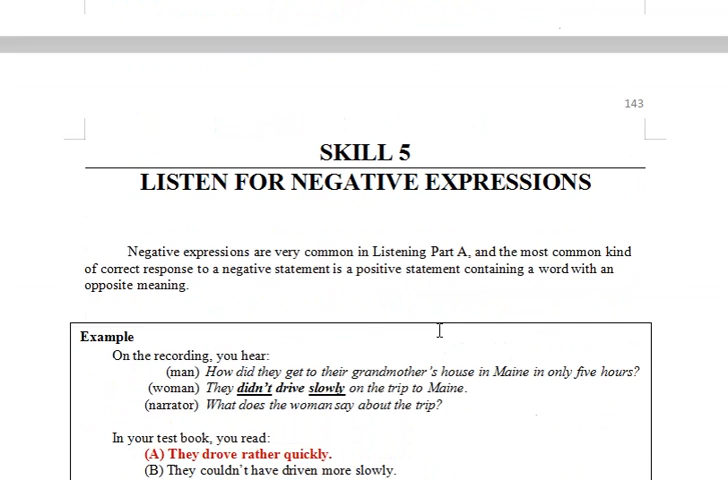 143
SKILL 5
LISTEN FOR NEGATIVE EXPRESSIONS
Negative expressions are very common in Listening Part A, and the most common kind
of correct response to a negative statement is a positive statement containing a word with an
opposite meaning.
Example
On the recording, you hear:
(man) How did they get to their grandmother's house in Maine in only five hours?
(woman) They didn't drive slowly on the trip to Maine.
(narrator) What does the woman say about the trip?
In your test book, you read:
(A) They drove rather quickly.
(B) They couldn't have driven more slowly.